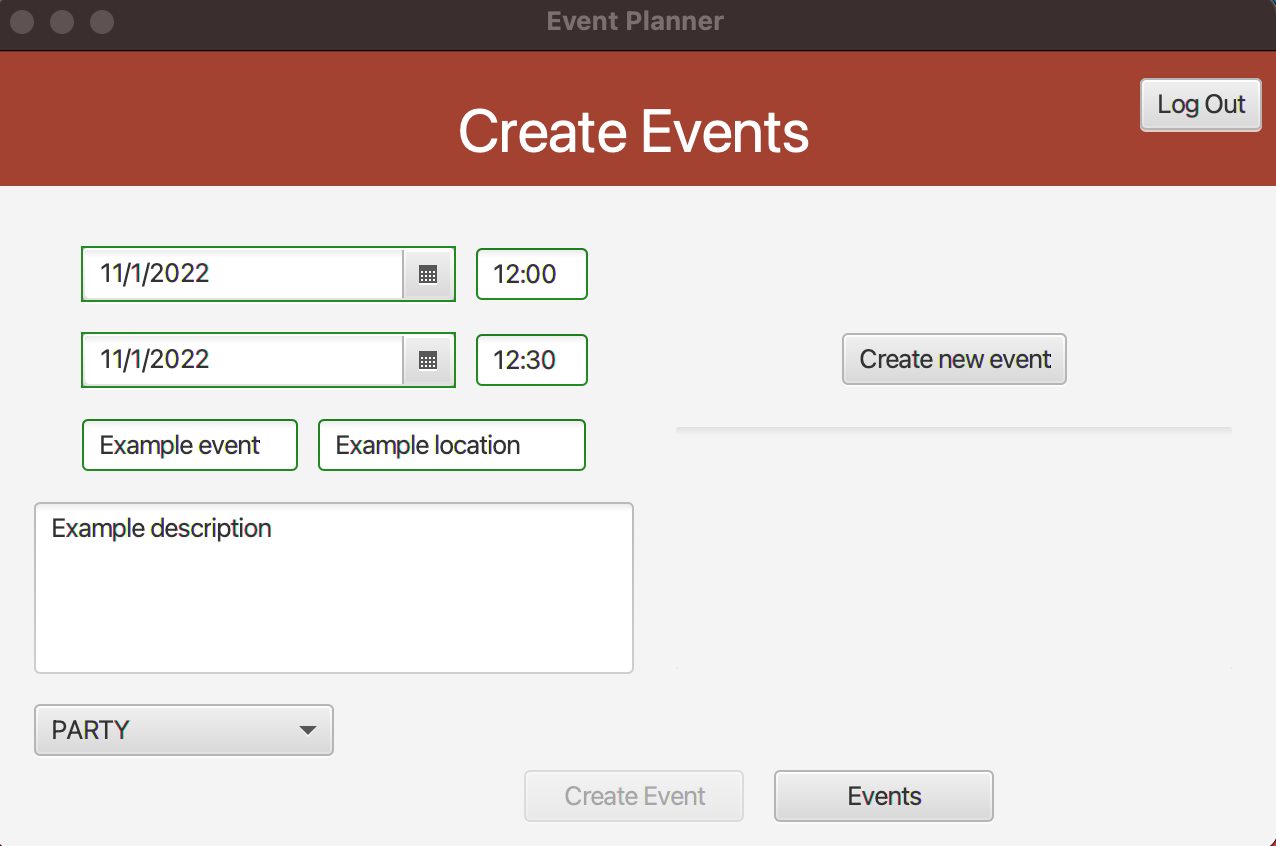 Event Planner
Create Events
Log Out
11/1/2022
12:00
11/1/2022
12:30
Create new event
Example event
Example location
Example description
PARTY
Create Event
Events